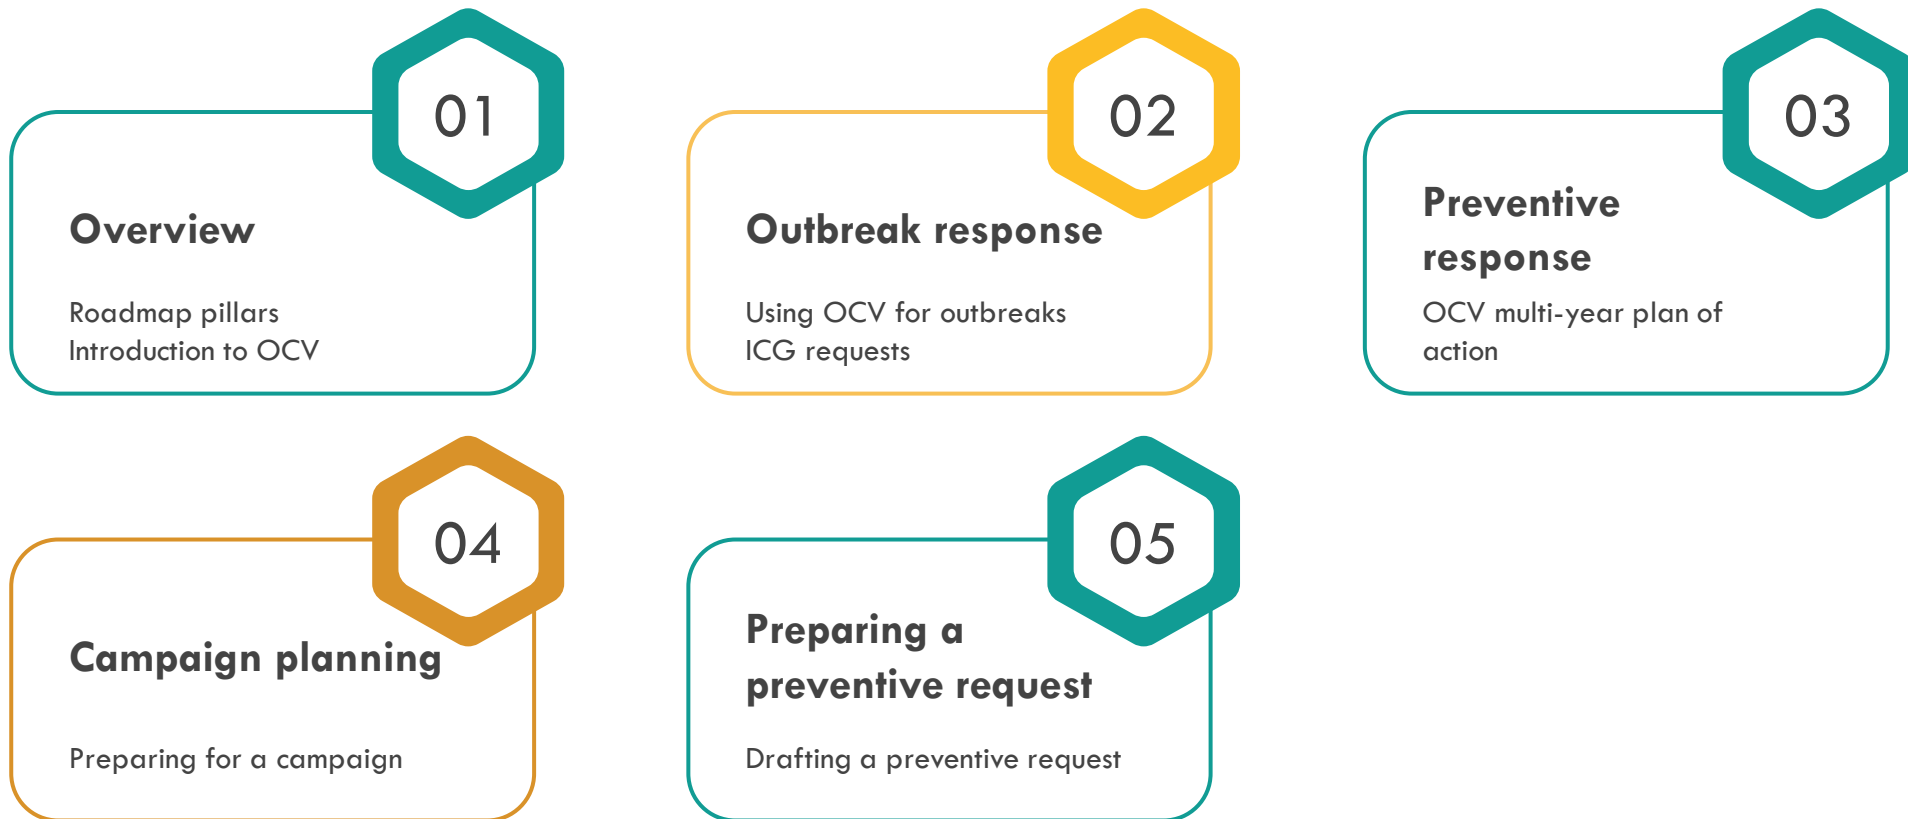 01
Overview
Roadmap pillars
Introduction to OCV
02
Outbreak response
Using OCV for outbreaks
ICG requests
03
Preventive
response
OCV multi-year plan of
action
04
Campaign planning
Preparing for a campaign
05
Preparing a
preventive request
Drafting a preventive request